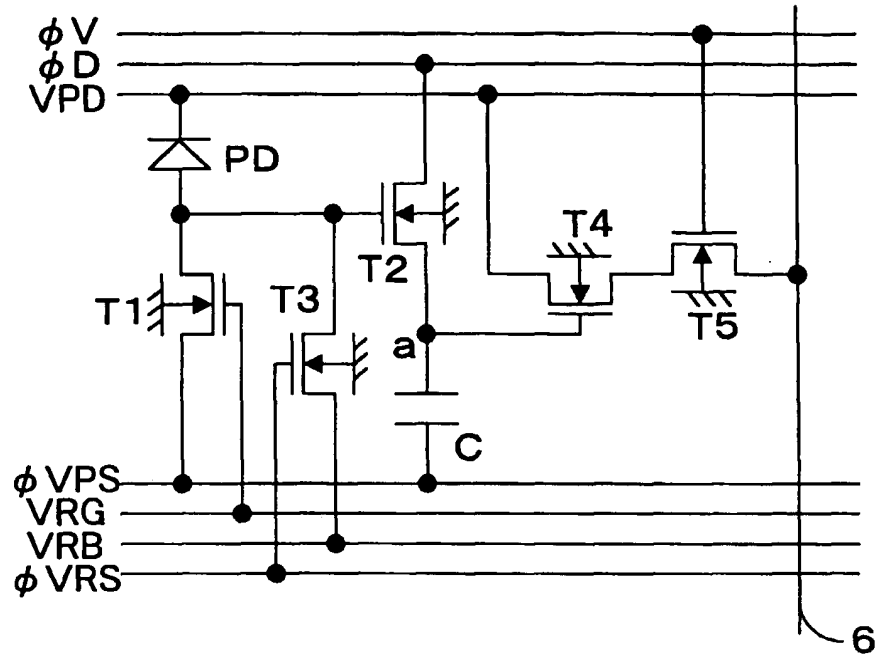 φV
φD
VPD
PD
T4
T2
T1
T3
T5
a
C
φVPS
VRG
VRB
φVRS
6